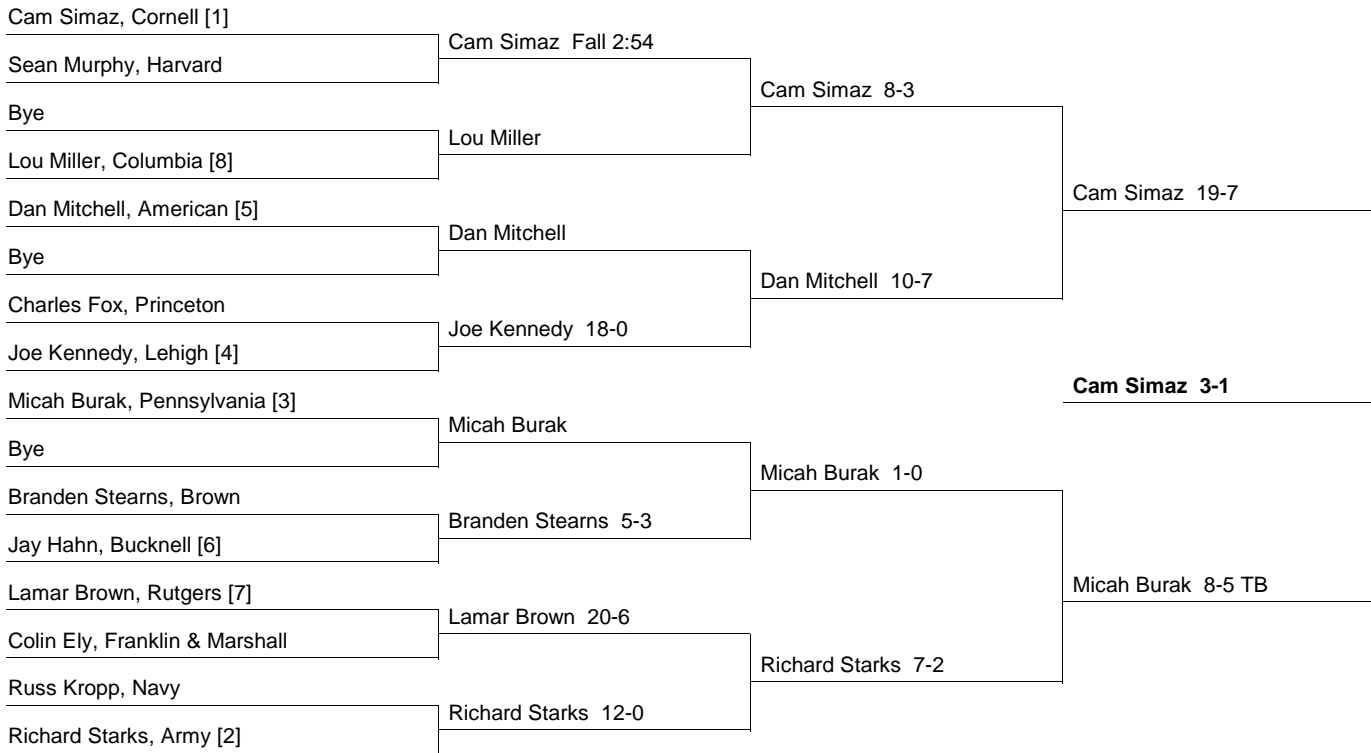 Cam Simaz, Cornell [1]
Sean Murphy, Harvard
Bye
Lou Miller, Columbia [8]
Dan Mitchell, American [5]
Bye
Charles Fox, Princeton
Joe Kennedy, Lehigh [4]
Micah Burak, Pennsylvania [3]
Bye
Branden Stearns, Brown
Jay Hahn, Bucknell [6]
Lamar Brown, Rutgers [7]
Colin Ely, Franklin & Marshall
Russ Kropp, Navy
Richard Starks, Army [2]
Cam Simaz Fall 2:54
Lou Miller
Dan Mitchell
Joe Kennedy 18-0
Micah Burak
Branden Stearns 5-3
Lamar Brown 20-6
Richard Starks 12-0
Cam Simaz 8-3
Dan Mitchell 10-7
Micah Burak 1-0
Richard Starks 7-2
Cam Simaz 19-7
Cam Simaz 3-1
Micah Burak 8-5 TB